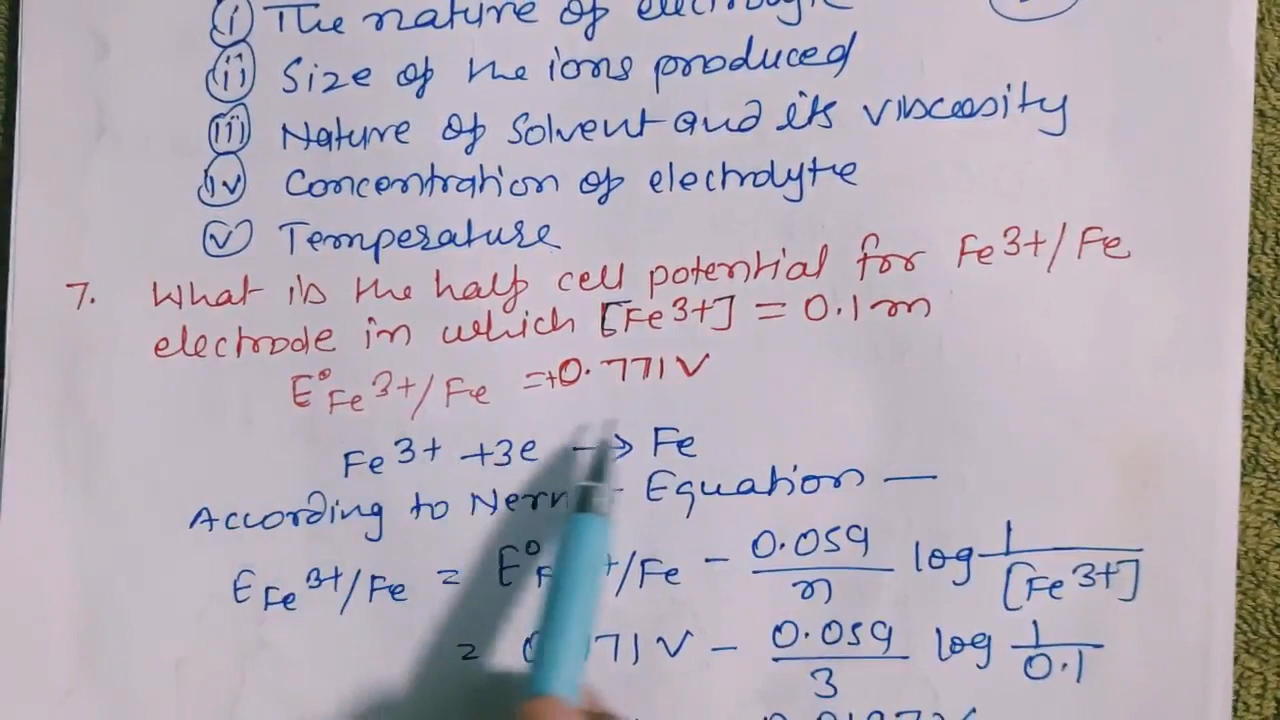 (i) The nature of
(ii) Size of the ions produced
(iii) Nature of solvent and its viscosity
(iv) Concentration of electrolyte
(v) Temperature
7. What is the half cell potential for Fe3+/Fe
electrode in which [Fe3+] = 0.1 m
E°Fe3+/Fe = +0.771V
Fe3+ +3e → Fe
According to Equation —
EFe3+/Fe = E° +/Fe - 0.059/n log 1/[Fe3+]
= 71V - 0.059/3 log 1/0.1